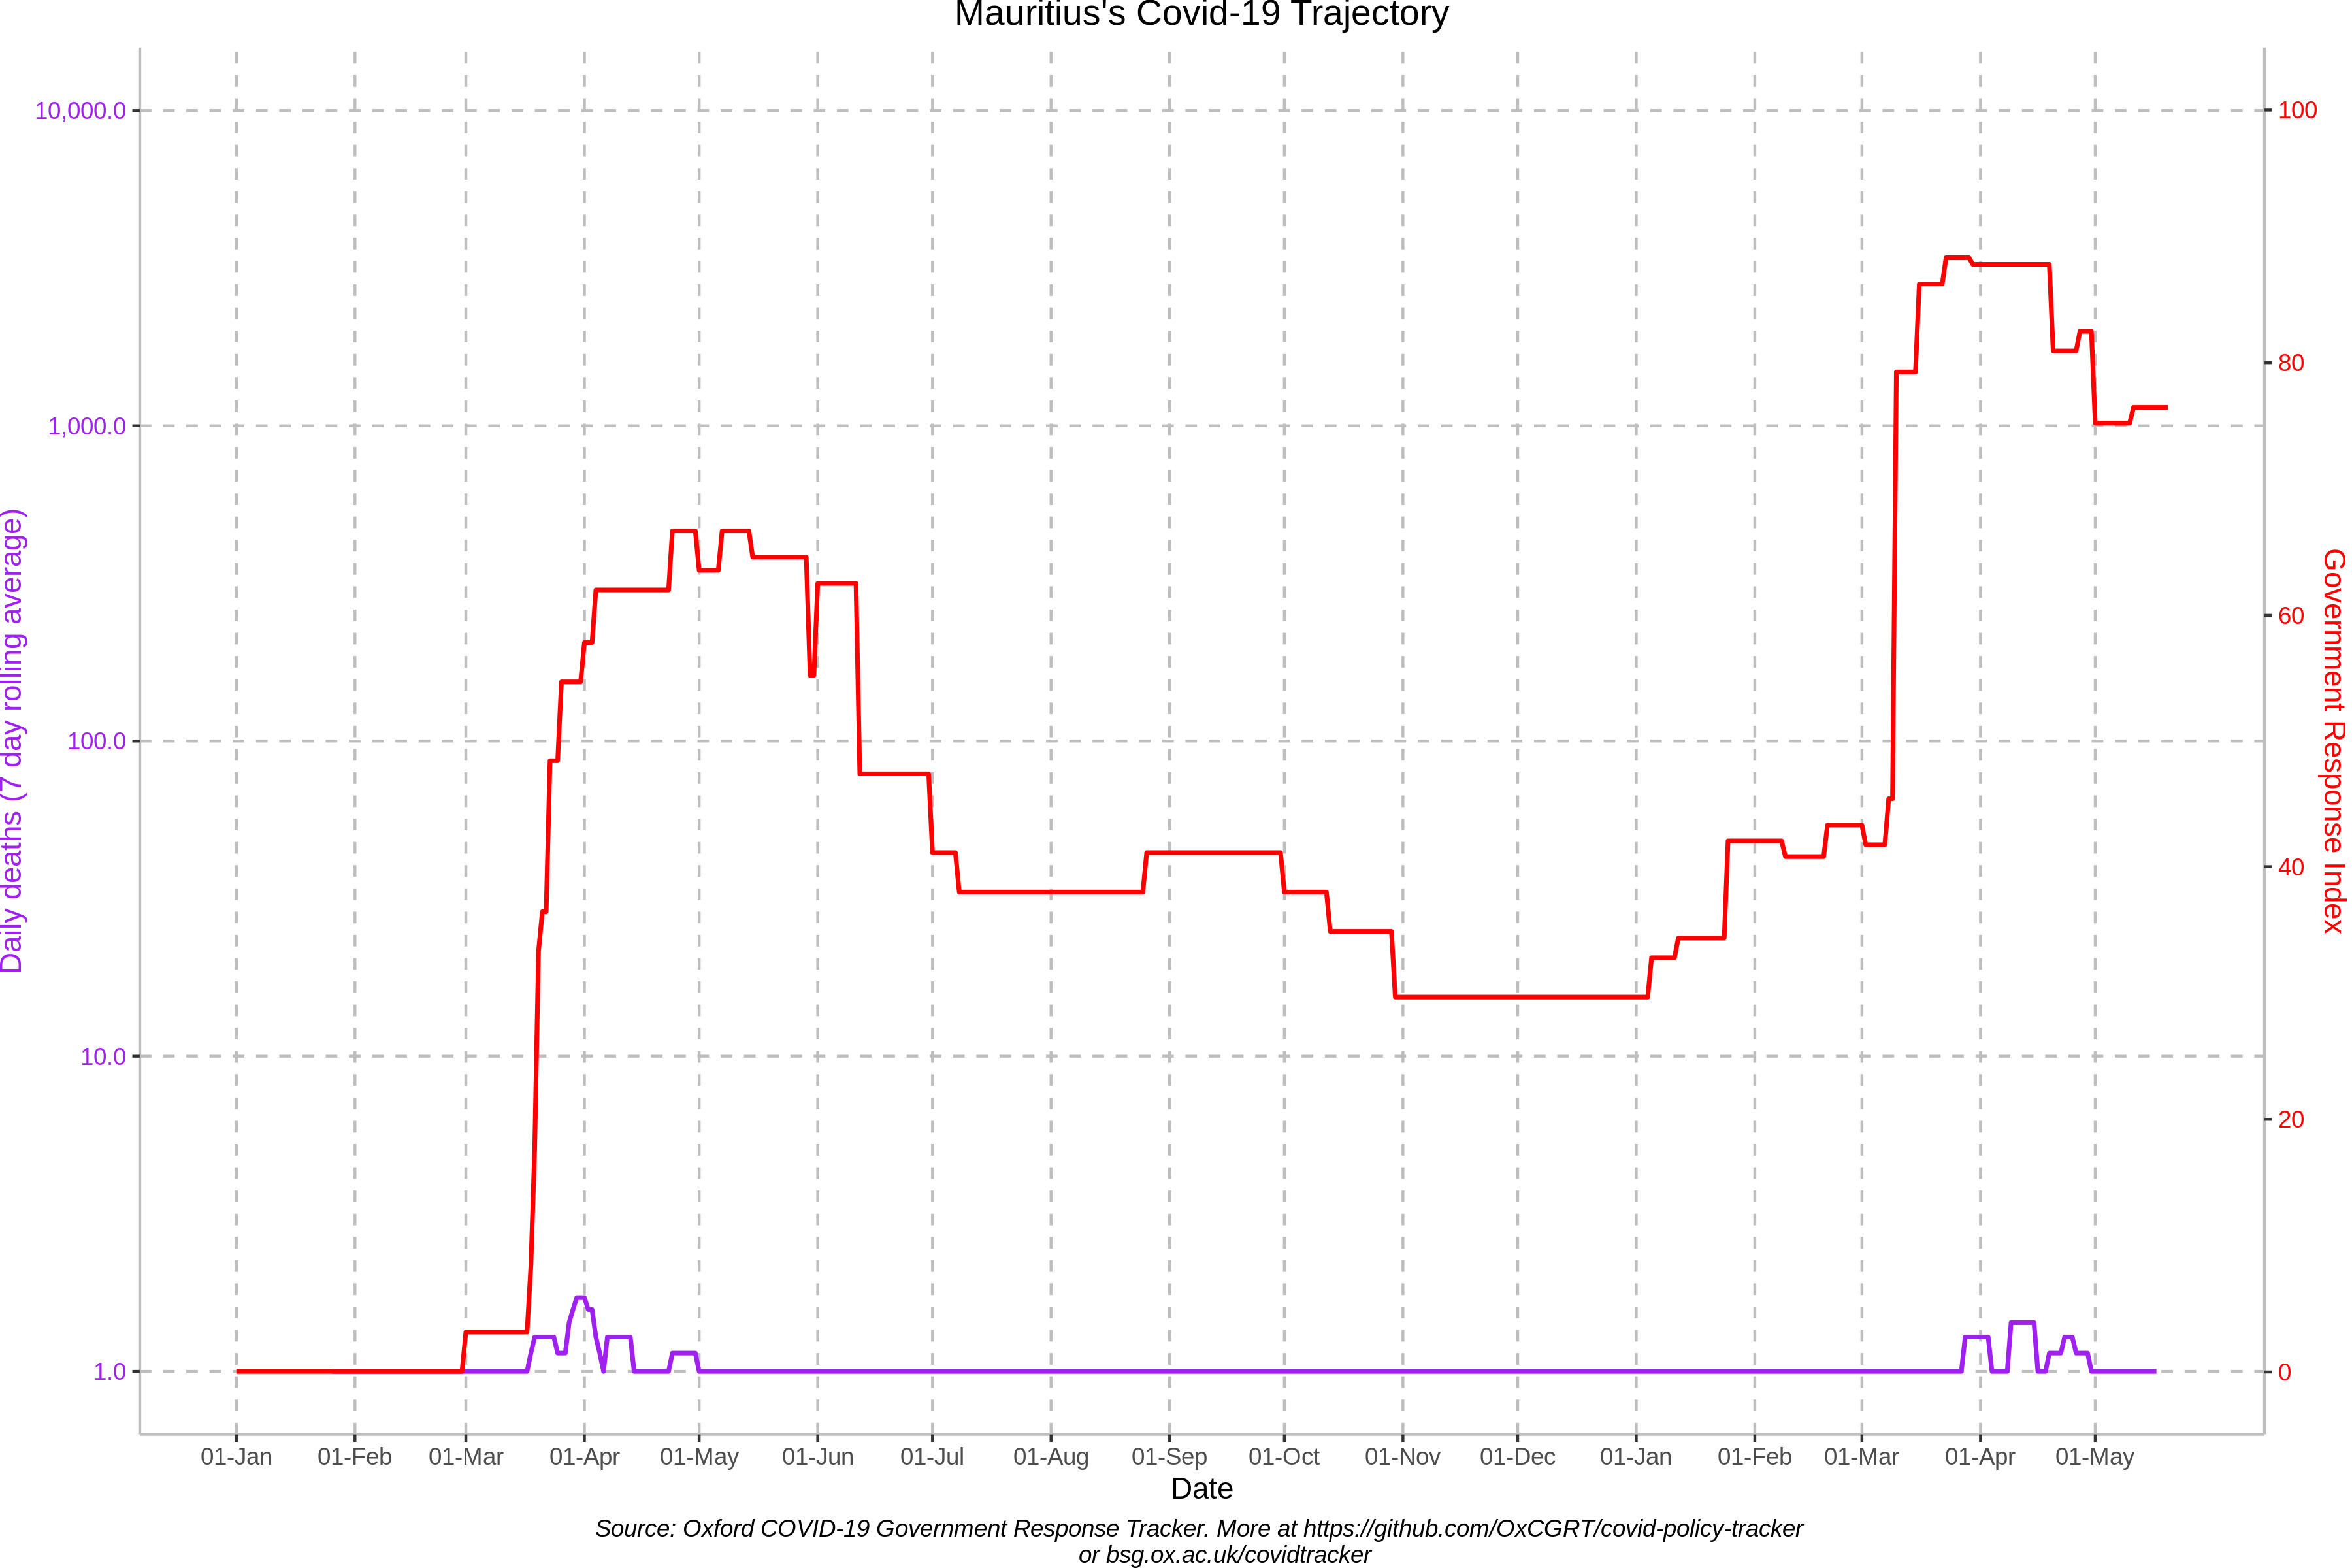 Mauritius's Covid-19 Trajectory
10,000.0
1,000.0
100.0
10.0
1.0
Daily deaths (7 day rolling average)
100
80
60
40
20
0
Government Response Index
01-Jan 01-Feb 01-Mar 01-Apr 01-May 01-Jun 01-Jul 01-Aug 01-Sep 01-Oct 01-Nov 01-Dec 01-Jan 01-Feb 01-Mar 01-Apr 01-May
Date
Source: Oxford COVID-19 Government Response Tracker. More at https://github.com/OxCGRT/covid-policy-tracker
or bsg.ox.ac.uk/covidtracker